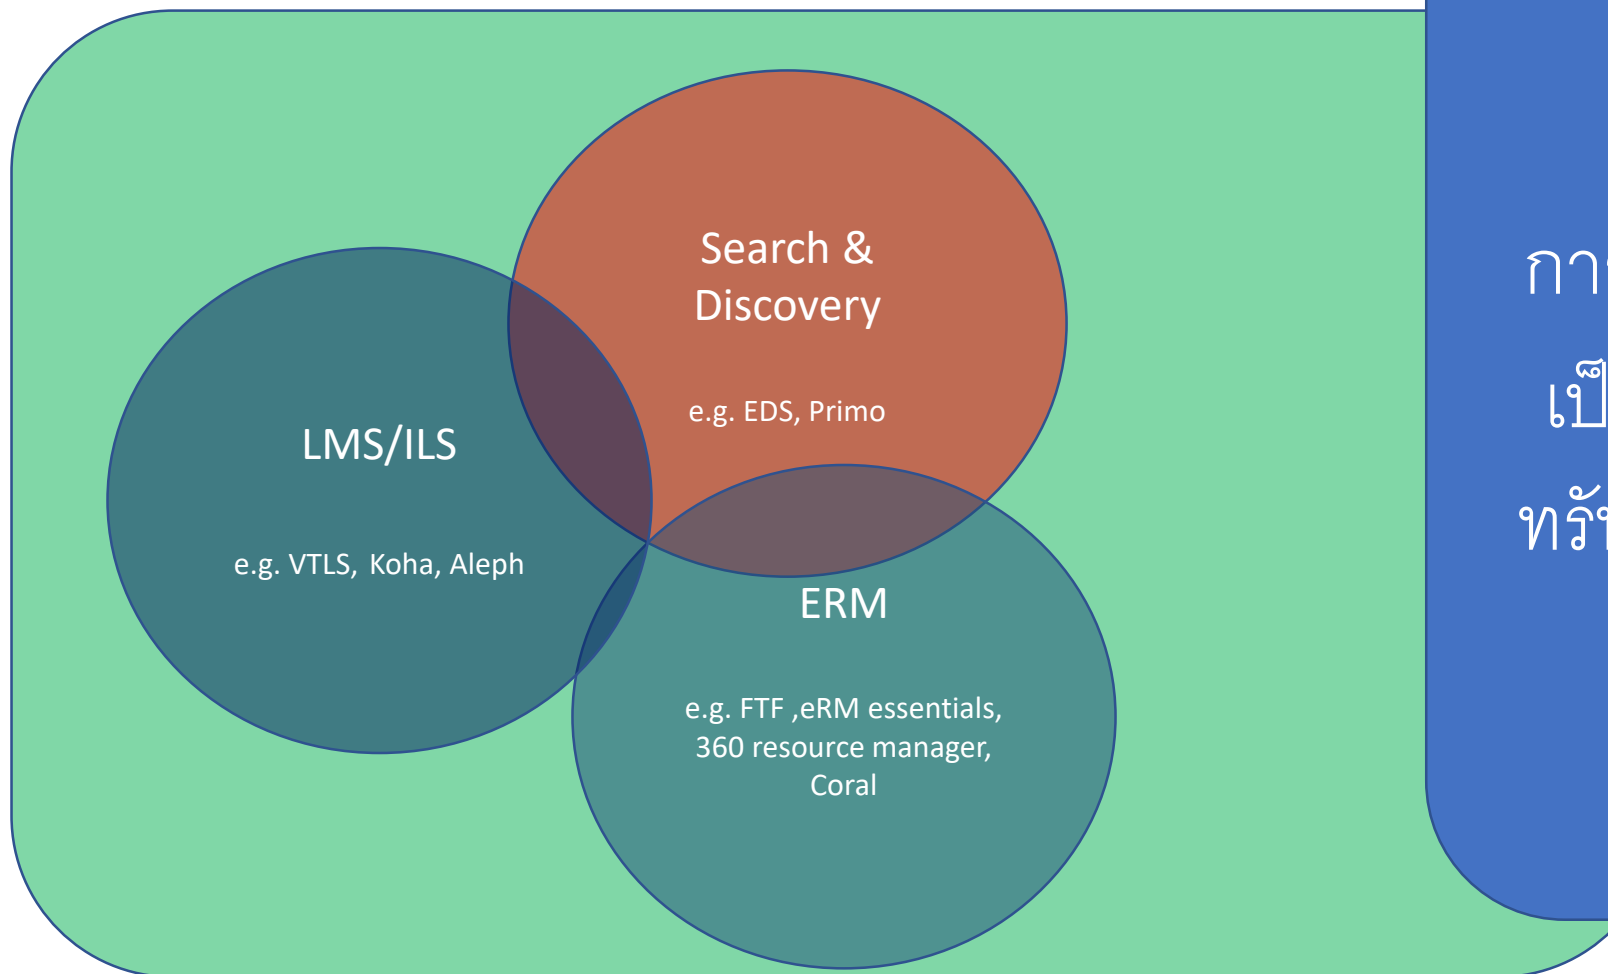 Search &
Discovery
e.g. EDS, Primo
LMS/ILS
e.g. VTLS, Koha, Aleph
ERM
e.g. FTF ,eRM essentials,
360 resource manager,
Coral